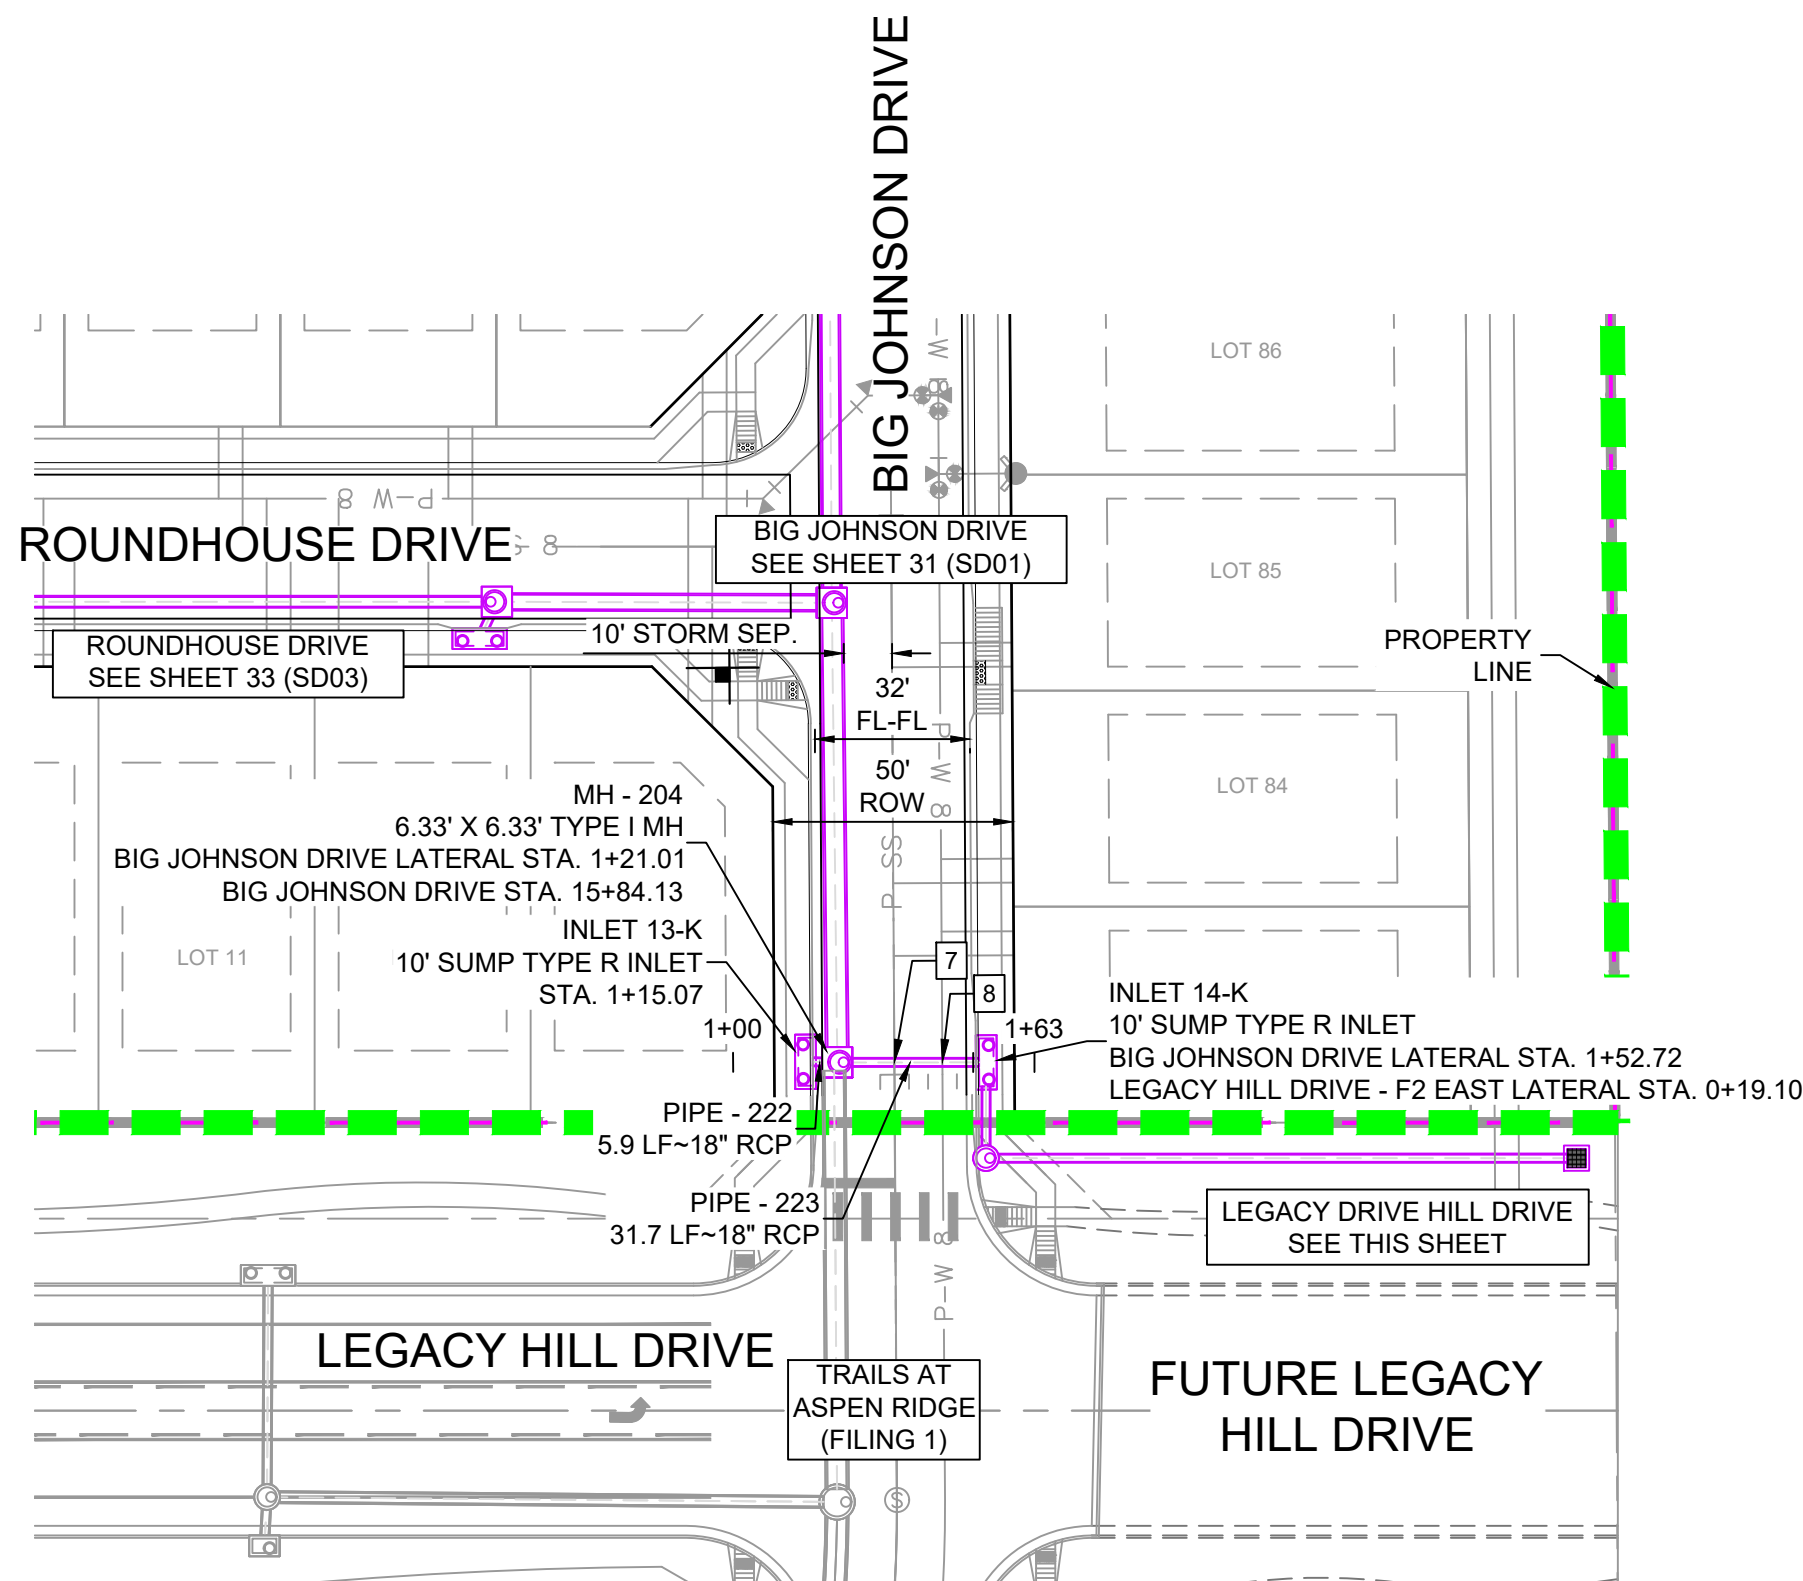 BIG JOHNSON DRIVE
LOT 86
P-W 8
P-W 8
ROUNDHOUSE DRIVE
8 S
BIG JOHNSON DRIVE
SEE SHEET 31 (SD01)
LOT 85
ROUNDHOUSE DRIVE
SEE SHEET 33 (SD03)
10' STORM SEP.
PROPERTY
LINE
32'
FL-FL
50'
ROW
P-W 8
P SS
LOT 84
MH - 204
6.33' X 6.33' TYPE I MH
BIG JOHNSON DRIVE LATERAL STA. 1+21.01
BIG JOHNSON DRIVE STA. 15+84.13
INLET 13-K
10' SUMP TYPE R INLET
STA. 1+15.07
LOT 11
7
8
1+00
1+63
INLET 14-K
10' SUMP TYPE R INLET
BIG JOHNSON DRIVE LATERAL STA. 1+52.72
LEGACY HILL DRIVE - F2 EAST LATERAL STA. 0+19.10
PIPE - 222
5.9 LF~18" RCP
PIPE - 223
31.7 LF~18" RCP
LEGACY DRIVE HILL DRIVE
SEE THIS SHEET
P-W 8
LEGACY HILL DRIVE
TRAILS AT
ASPEN RIDGE
(FILING 1)
FUTURE LEGACY
HILL DRIVE
S